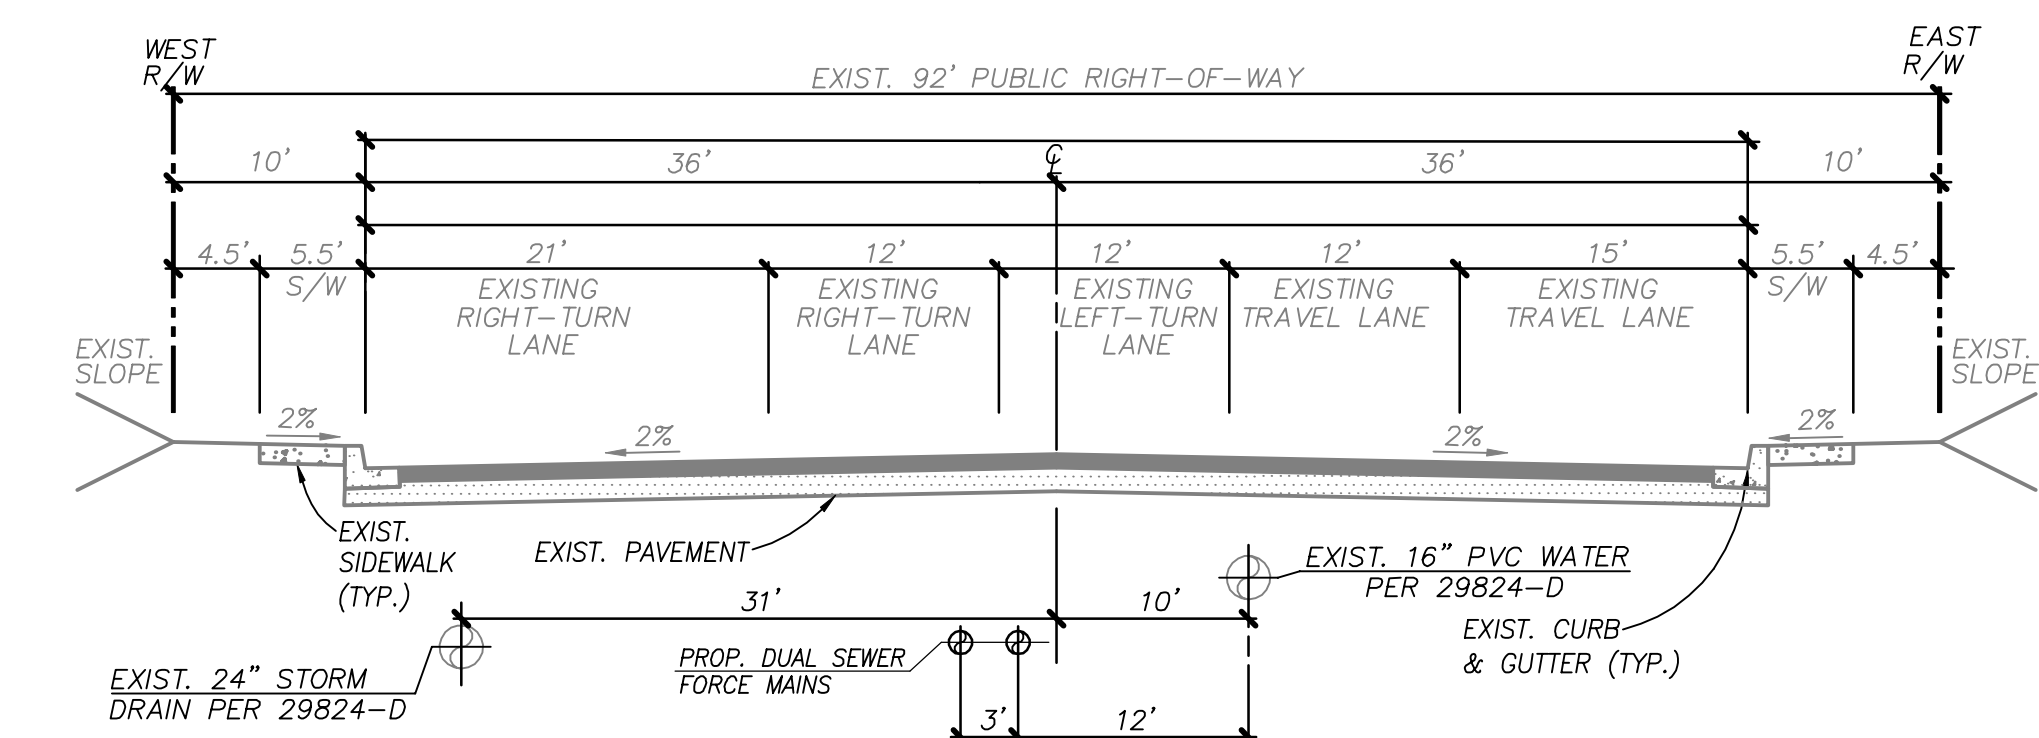 WEST
R/W
EAST
R/W
EXIST. 92' PUBLIC RIGHT-OF-WAY
10' 36' ℄ 36' 10'
4.5' 5.5' 21' 12' 12' 12' 15' 5.5' 4.5'
S/W
EXISTING
RIGHT-TURN
LANE
EXISTING
RIGHT-TURN
LANE
EXISTING
LEFT-TURN
LANE
EXISTING
TRAVEL LANE
EXISTING
TRAVEL LANE
S/W
EXIST.
SLOPE
EXIST.
SLOPE
2% 2% 2% 2%
EXIST.
SIDEWALK
(TYP.)
EXIST. PAVEMENT
EXIST. 16" PVC WATER
PER 29824-D
31' 10'
EXIST. CURB
& GUTTER (TYP.)
PROP. DUAL SEWER
FORCE MAINS
EXIST. 24" STORM
DRAIN PER 29824-D
3' 12'